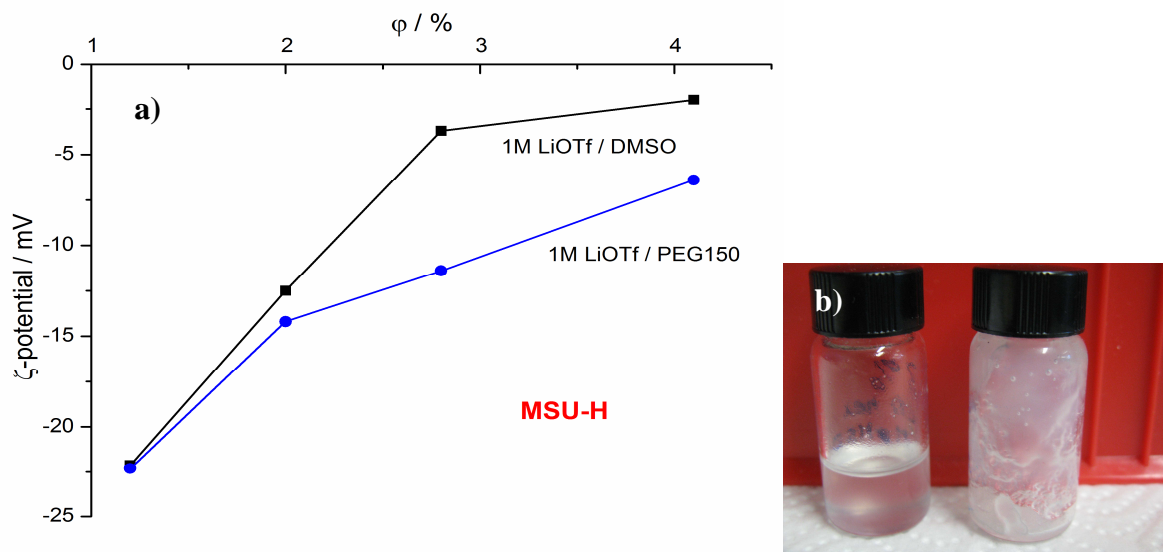 φ / %
1 2 3 4
0
-5
-10
-15
-20
-25
ζ-potential / mV
a)
1M LiOTf / DMSO
1M LiOTf / PEG150
MSU-H
b)